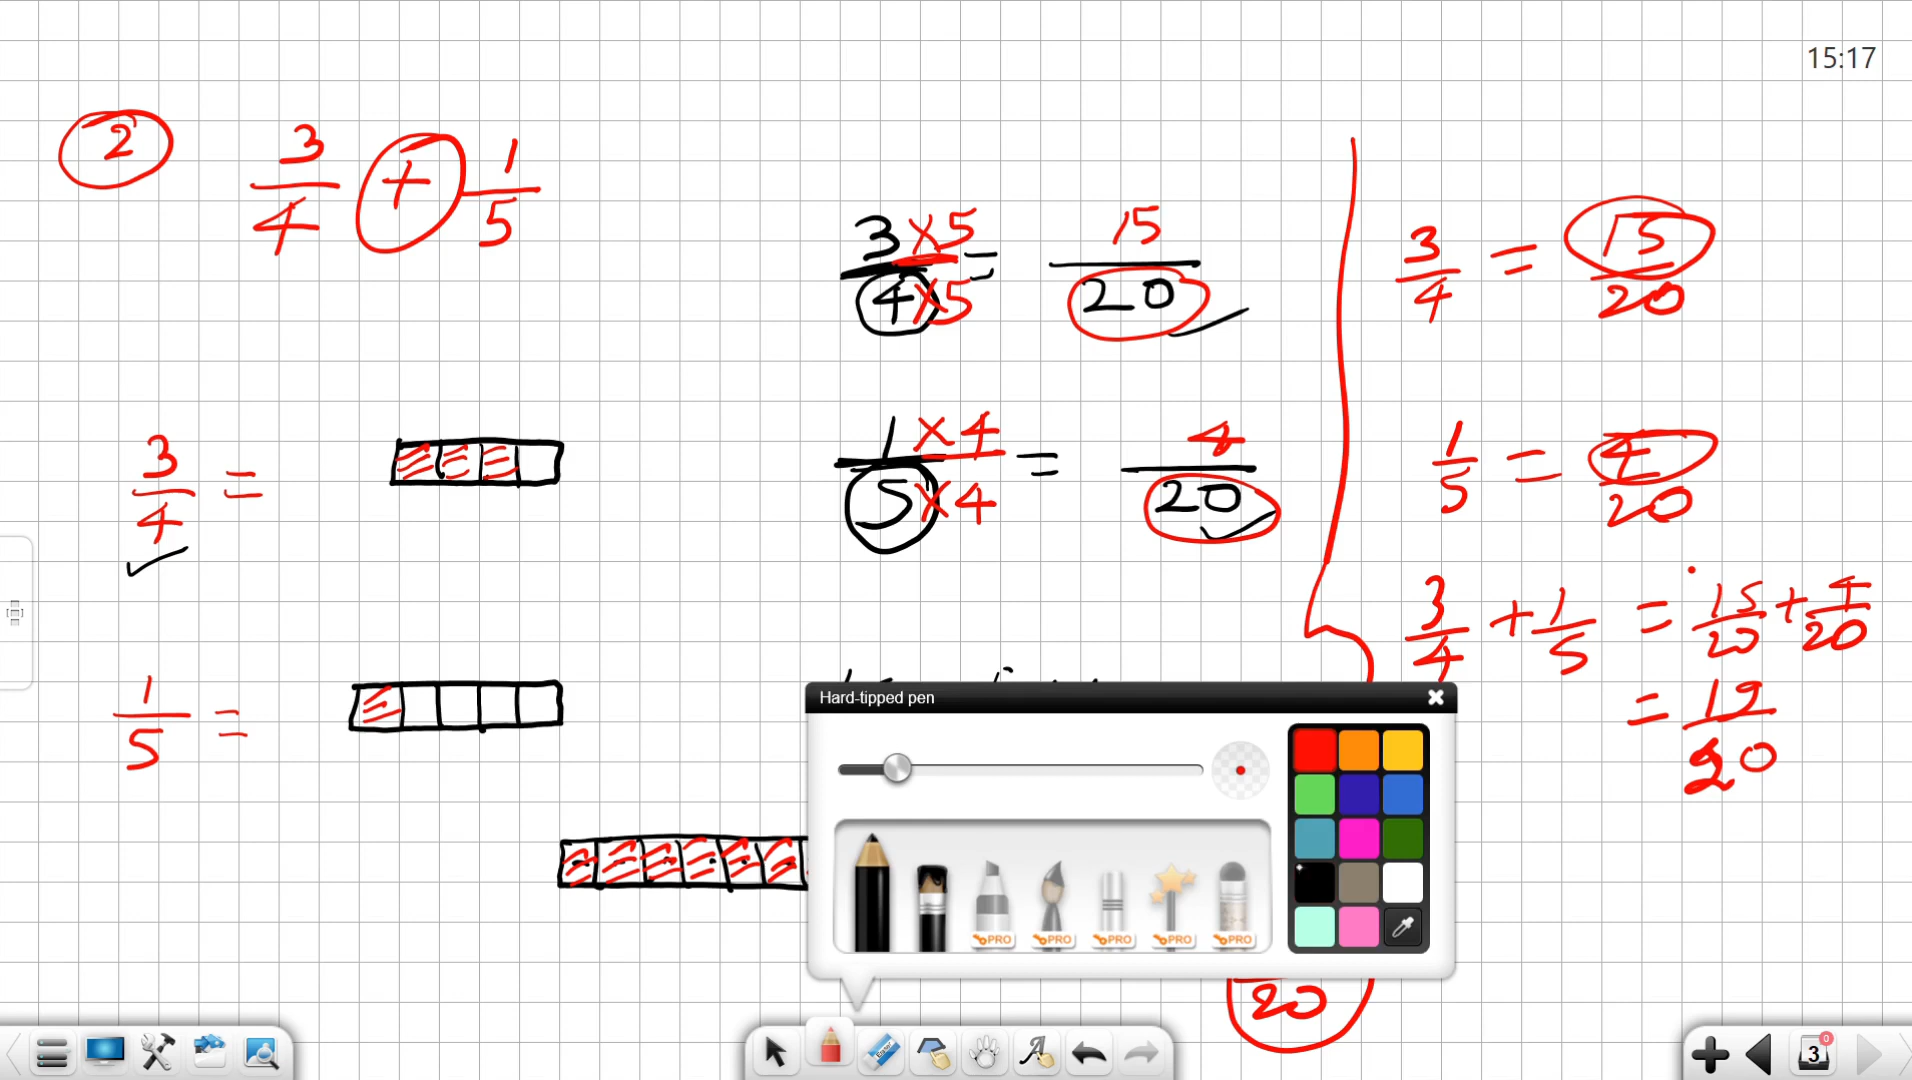 15:17
2
3/4 + 1/5
3×5/4×5 = 15/20
3/4 = 15/20
3/4 =
1×4/5×4 = 4/20
1/5 = 4/20
3/4 + 1/5 = 15/20 + 4/20
= 19/20
1/5 =
Hard-tipped pen
PRO
PRO
PRO
PRO
PRO
20
Eraser
A
3
0